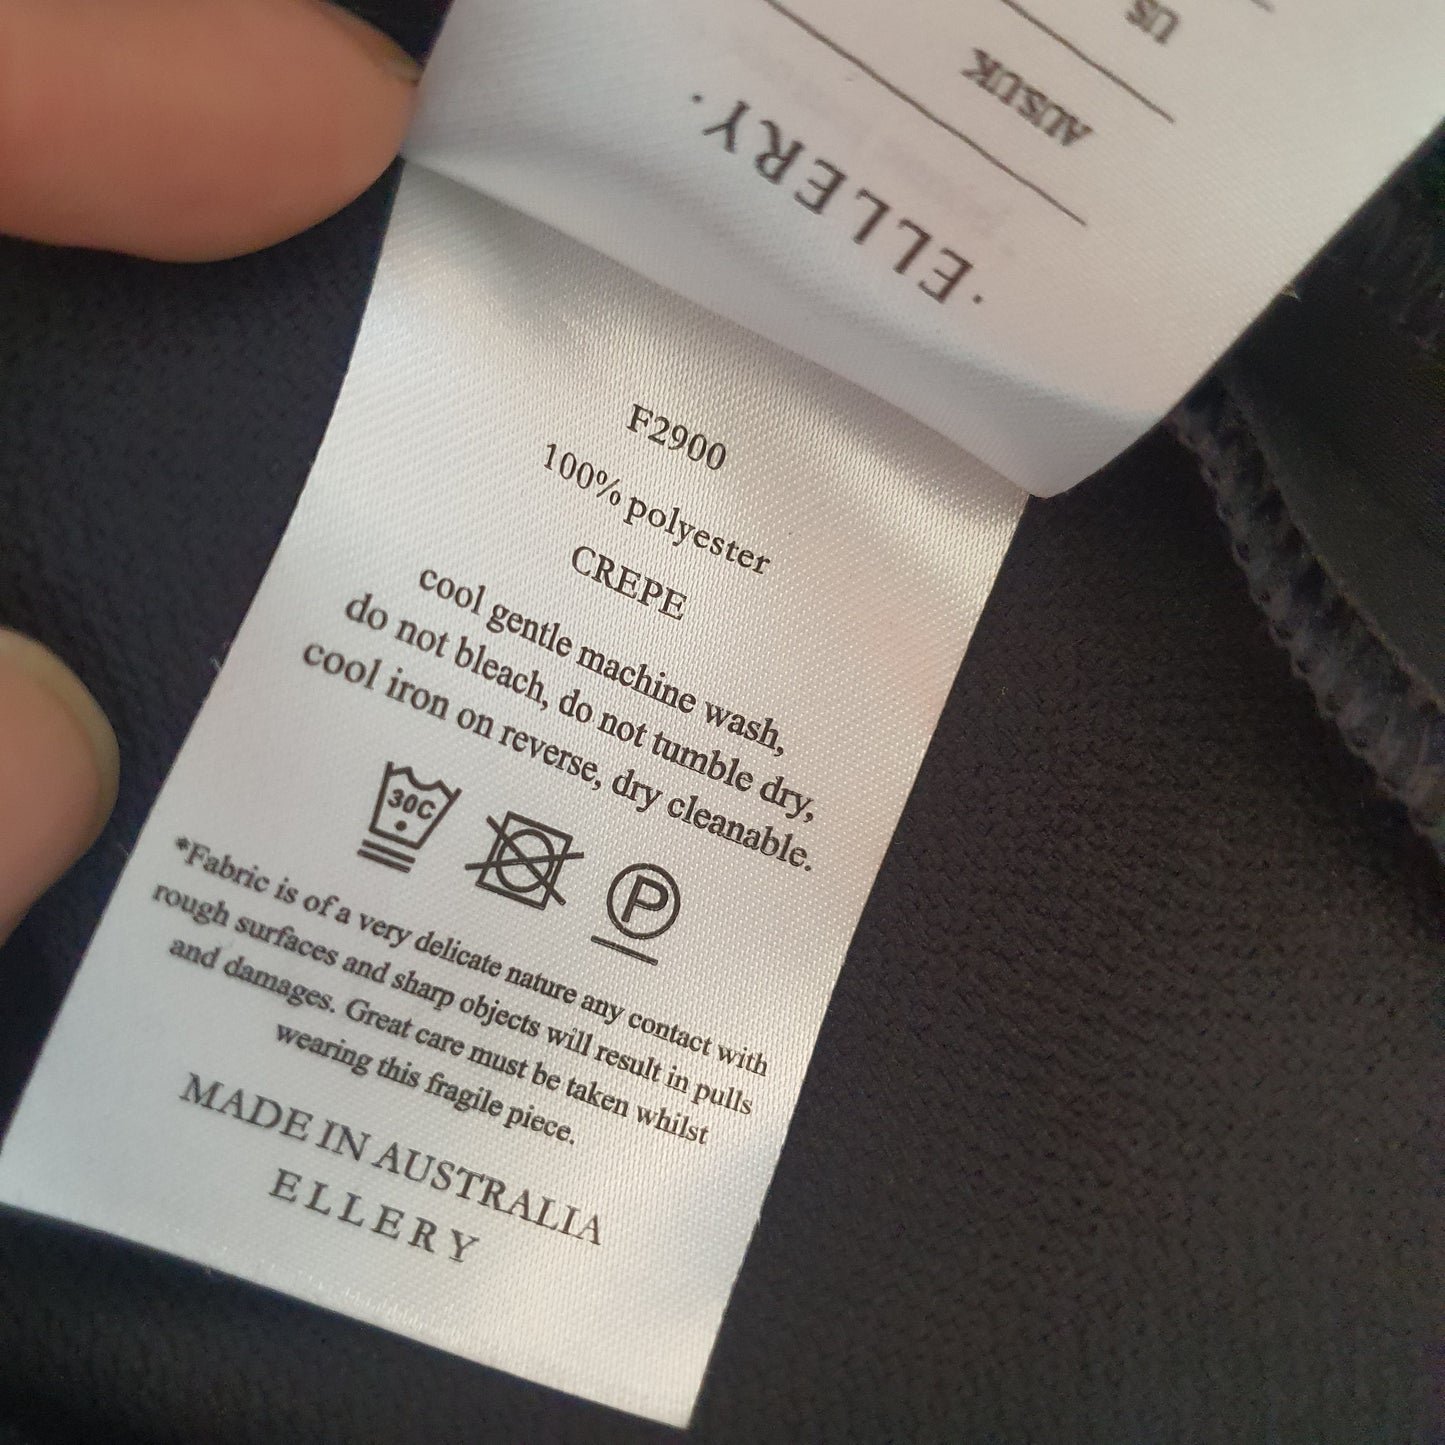 US
AUS/UK
· ELLERY ·
F2900
100% polyester
CREPE
cool gentle machine wash,
do not bleach, do not tumble dry,
cool iron on reverse, dry cleanable.
30C
P
*Fabric is of a very delicate nature any contact with
rough surfaces and sharp objects will result in pulls
and damages. Great care must be taken whilst
wearing this fragile piece.
MADE IN AUSTRALIA
ELLERY